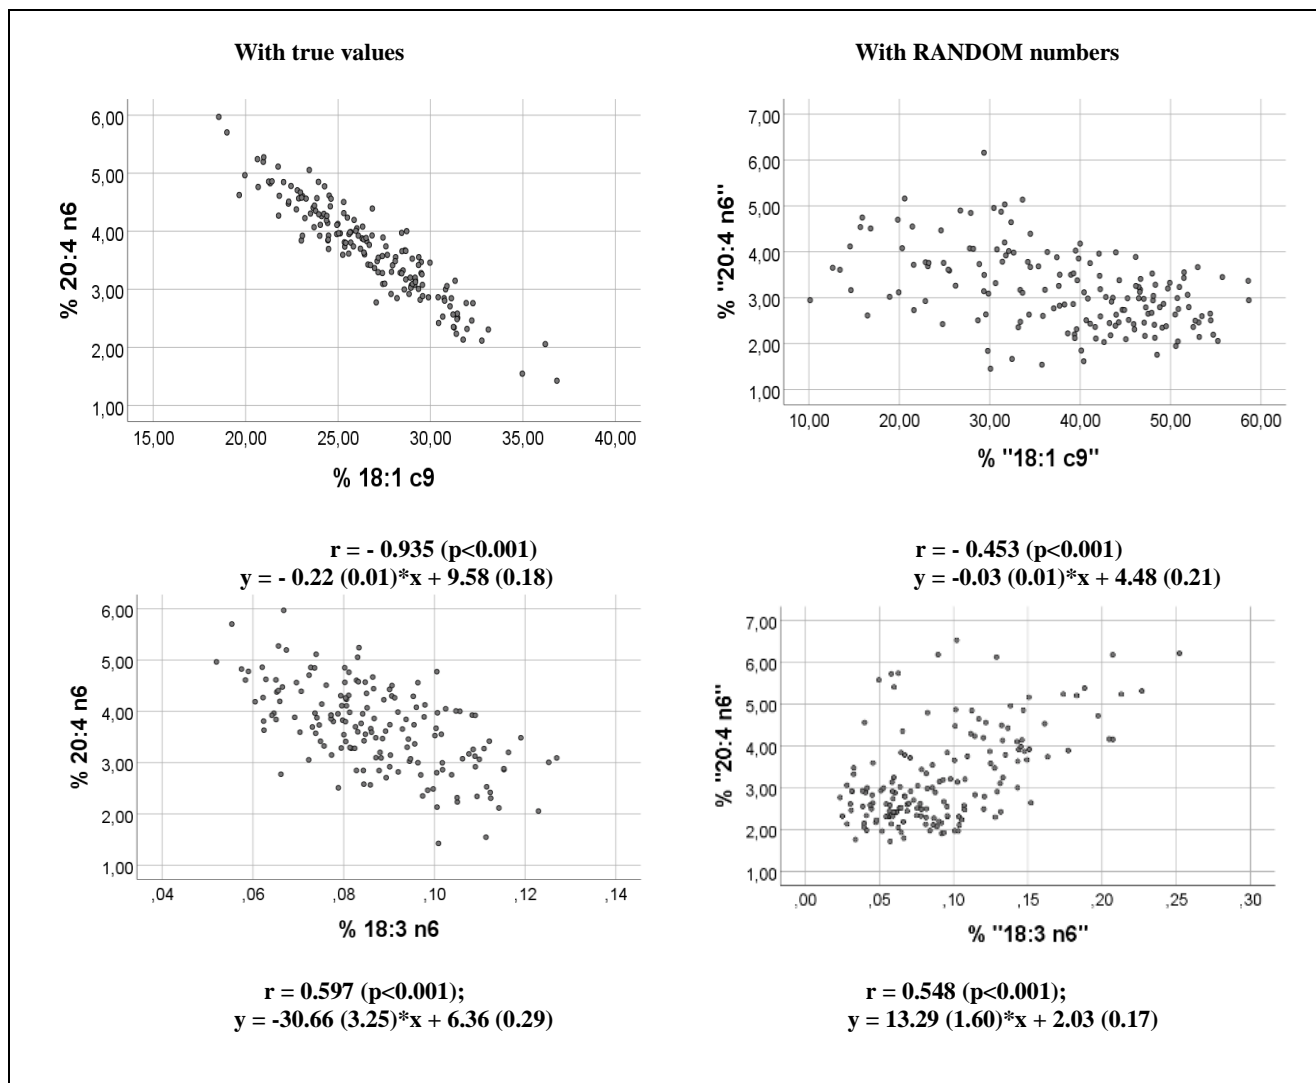 With true values
With RANDOM numbers
% 20:4 n6
6,00
5,00
4,00
3,00
2,00
1,00
15,00 20,00 25,00 30,00 35,00 40,00
% 18:1 c9
% "20:4 n6"
7,00
6,00
5,00
4,00
3,00
2,00
1,00
10,00 20,00 30,00 40,00 50,00 60,00
% "18:1 c9"
r = - 0.935 (p<0.001)
y = - 0.22 (0.01)*x + 9.58 (0.18)
r = - 0.453 (p<0.001)
y = -0.03 (0.01)*x + 4.48 (0.21)
% 20:4 n6
6,00
5,00
4,00
3,00
2,00
1,00
,04 ,06 ,08 ,10 ,12 ,14
% 18:3 n6
% "20:4 n6"
7,00
6,00
5,00
4,00
3,00
2,00
1,00
,00 ,05 ,10 ,15 ,20 ,25 ,30
% "18:3 n6"
r = 0.597 (p<0.001);
y = -30.66 (3.25)*x + 6.36 (0.29)
r = 0.548 (p<0.001);
y = 13.29 (1.60)*x + 2.03 (0.17)